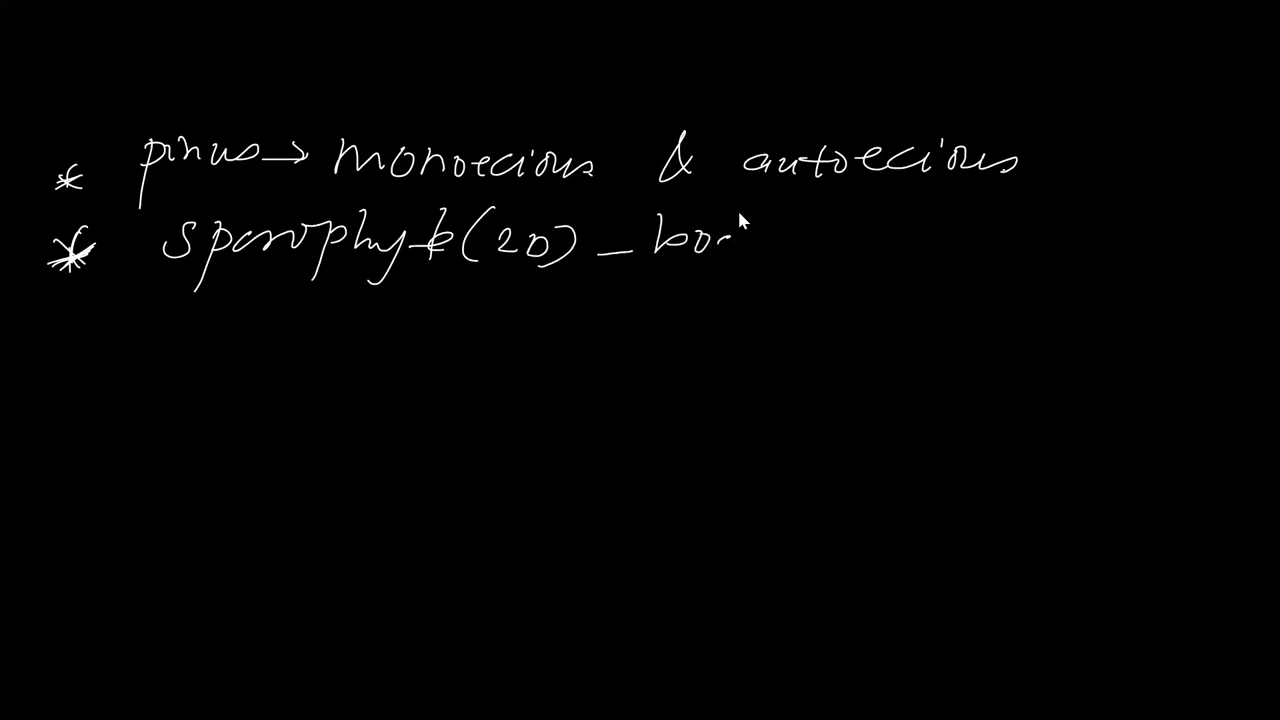 * pinus → monoecious & autoecious
* sporophyte (2n) -